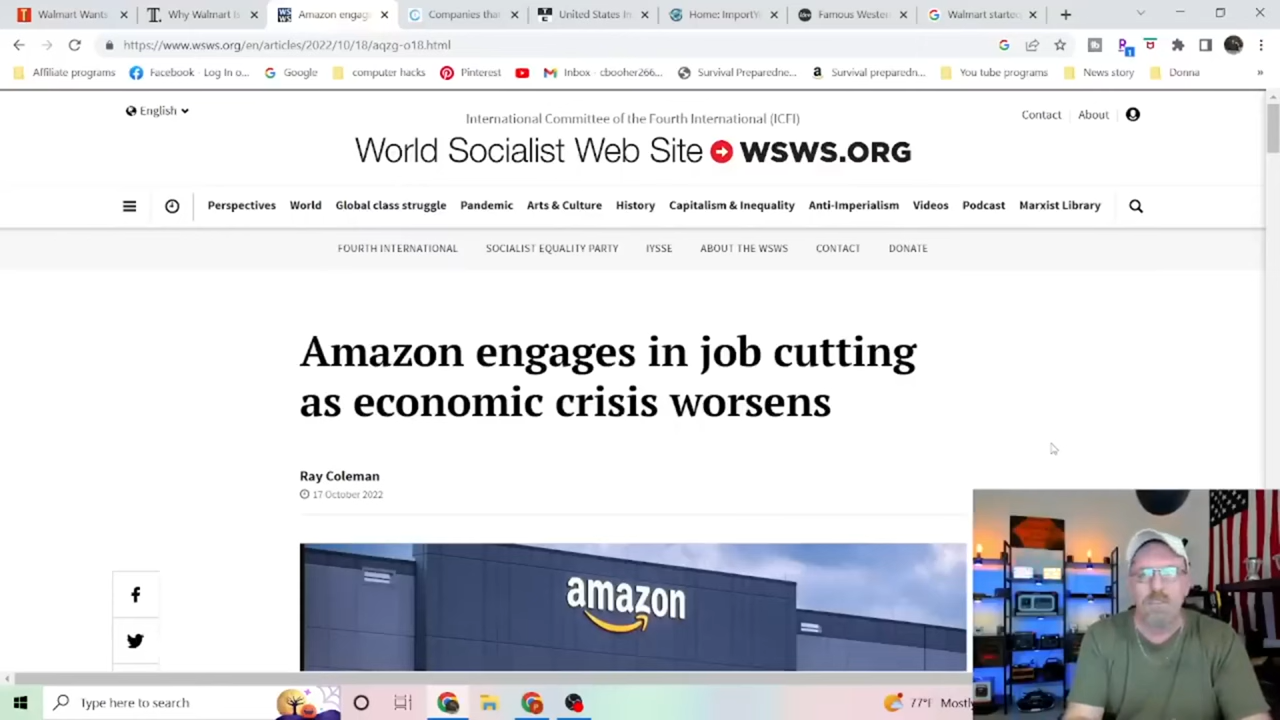 Walmart Wants
Why Walmart is
Amazon engag
Companies that
United States In
Home: ImportY
Famous Wester
Walmart started
https://www.wsws.org/en/articles/2022/10/18/aqzg-o18.html
Affiliate programs
Facebook - Log In o...
Google
computer hacks
Pinterest
Inbox - cbooher266...
Survival Preparedne...
Survival preparedn...
You tube programs
News story
Donna
English
International Committee of the Fourth International (ICFI)
Contact
About
World Socialist Web Site WSWS.ORG
Perspectives
World
Global class struggle
Pandemic
Arts & Culture
History
Capitalism & Inequality
Anti-Imperialism
Videos
Podcast
Marxist Library
FOURTH INTERNATIONAL
SOCIALIST EQUALITY PARTY
IYSSE
ABOUT THE WSWS
CONTACT
DONATE
Amazon engages in job cutting
as economic crisis worsens
Ray Coleman
17 October 2022
amazon
Type here to search
77°F Mostly